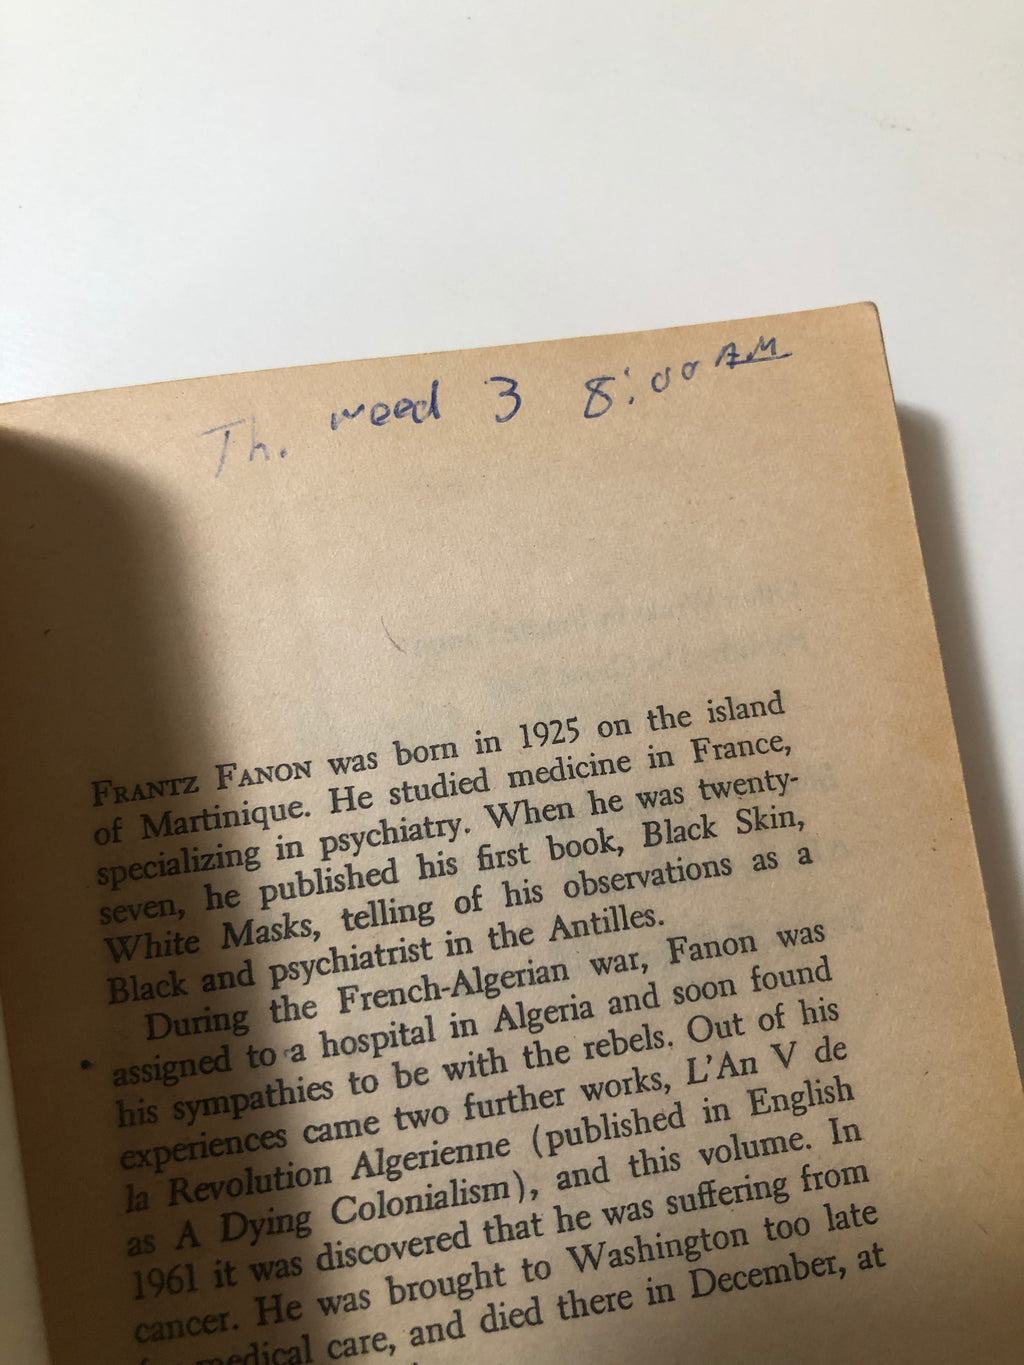 Th. weed 3 8:00 AM
FRANTZ FANON was born in 1925 on the island
of Martinique. He studied medicine in France,
specializing in psychiatry. When he was twenty-
seven, he published his first book, Black Skin,
White Masks, telling of his observations as a
Black and psychiatrist in the Antilles.
During the French-Algerian war, Fanon was
assigned to a hospital in Algeria and soon found
his sympathies to be with the rebels. Out of his
experiences came two further works, L'An V de
la Revolution Algerienne (published in English
as A Dying Colonialism), and this volume. In
1961 it was discovered that he was suffering from
cancer. He was brought to Washington too late
medical care, and died there in December, at